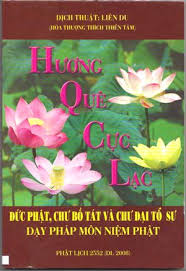 DỊCH THUẬT: LIÊN DU
(HÒA THƯỢNG THÍCH THIỀN TÂM)
HƯƠNG
QUÊ
CỰC
LẠC
ĐỨC PHẬT, CHƯ BỒ TÁT VÀ CHƯ ĐẠI TỔ SƯ
DẠY PHÁP MÔN NIỆM PHẬT
PHẬT LỊCH 2552 (DL 2008)